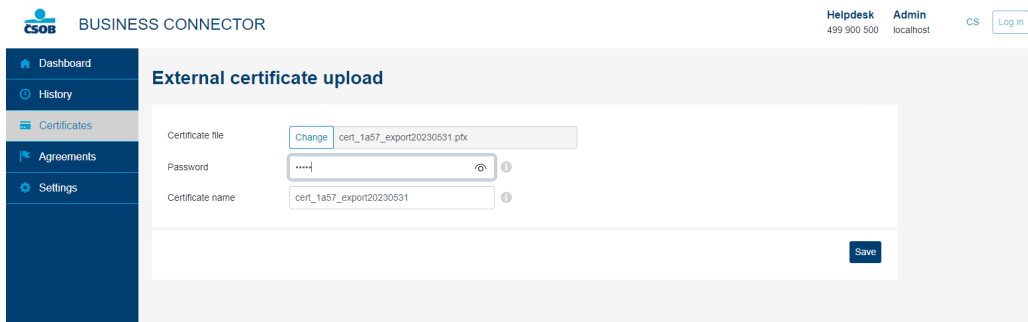 ČSOB
BUSINESS CONNECTOR
Helpdesk
499 900 500
Admin
localhost
CS
Log in
Dashboard
History
Certificates
Agreements
Settings
External certificate upload
Certificate file
Change
cert_1a57_export20230531.pfx
Password
•••••
Certificate name
cert_1a57_export20230531
Save